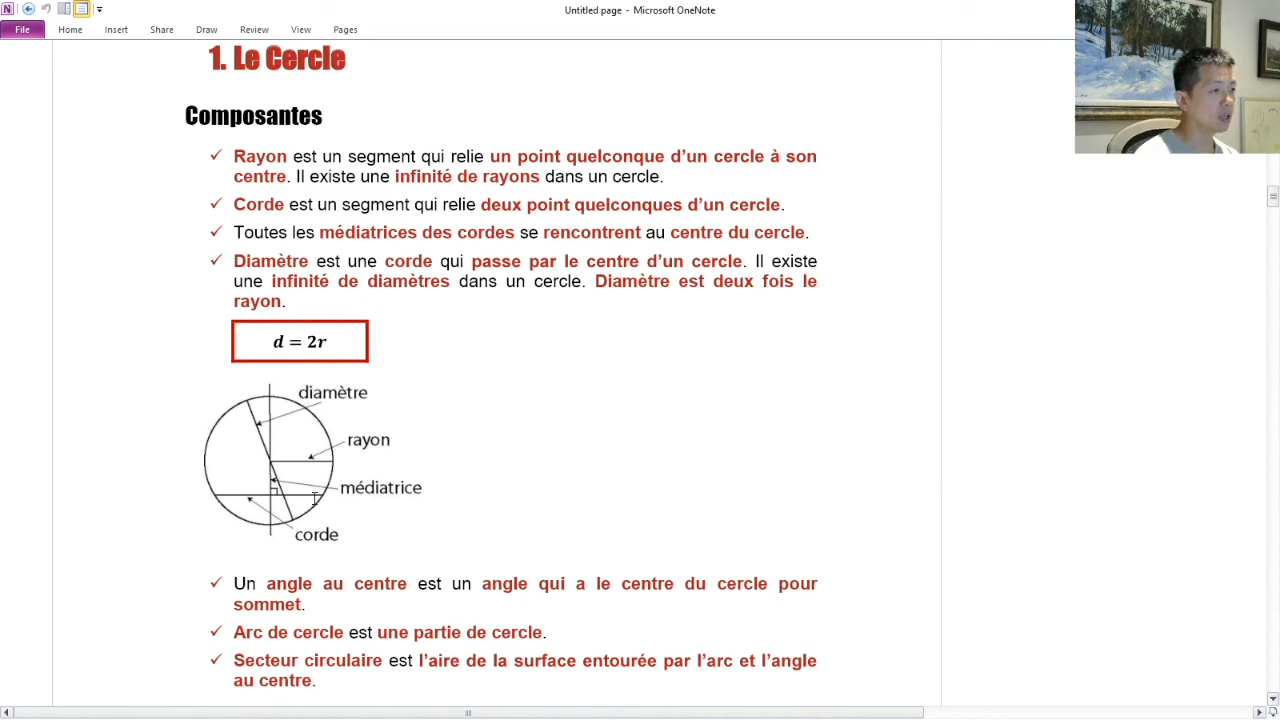 Untitled page - Microsoft OneNote
File Home Insert Share Draw Review View Pages
1. Le Cercle
Composantes
✓ Rayon est un segment qui relie un point quelconque d’un cercle à son
centre. Il existe une infinité de rayons dans un cercle.
✓ Corde est un segment qui relie deux point quelconques d’un cercle.
✓ Toutes les médiatrices des cordes se rencontrent au centre du cercle.
✓ Diamètre est une corde qui passe par le centre d’un cercle. Il existe
une infinité de diamètres dans un cercle. Diamètre est deux fois le
rayon.
d = 2r
diamètre
rayon
médiatrice
corde
✓ Un angle au centre est un angle qui a le centre du cercle pour
sommet.
✓ Arc de cercle est une partie de cercle.
✓ Secteur circulaire est l’aire de la surface entourée par l’arc et l’angle
au centre.